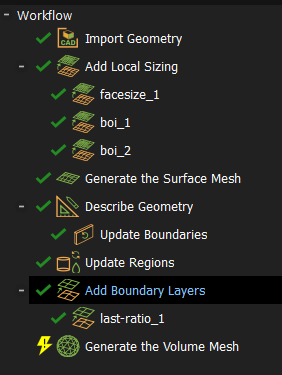 Workflow
CAD
Import Geometry
Add Local Sizing
facesize_1
boi_1
boi_2
Generate the Surface Mesh
Describe Geometry
Update Boundaries
Update Regions
Add Boundary Layers
last-ratio_1
Generate the Volume Mesh